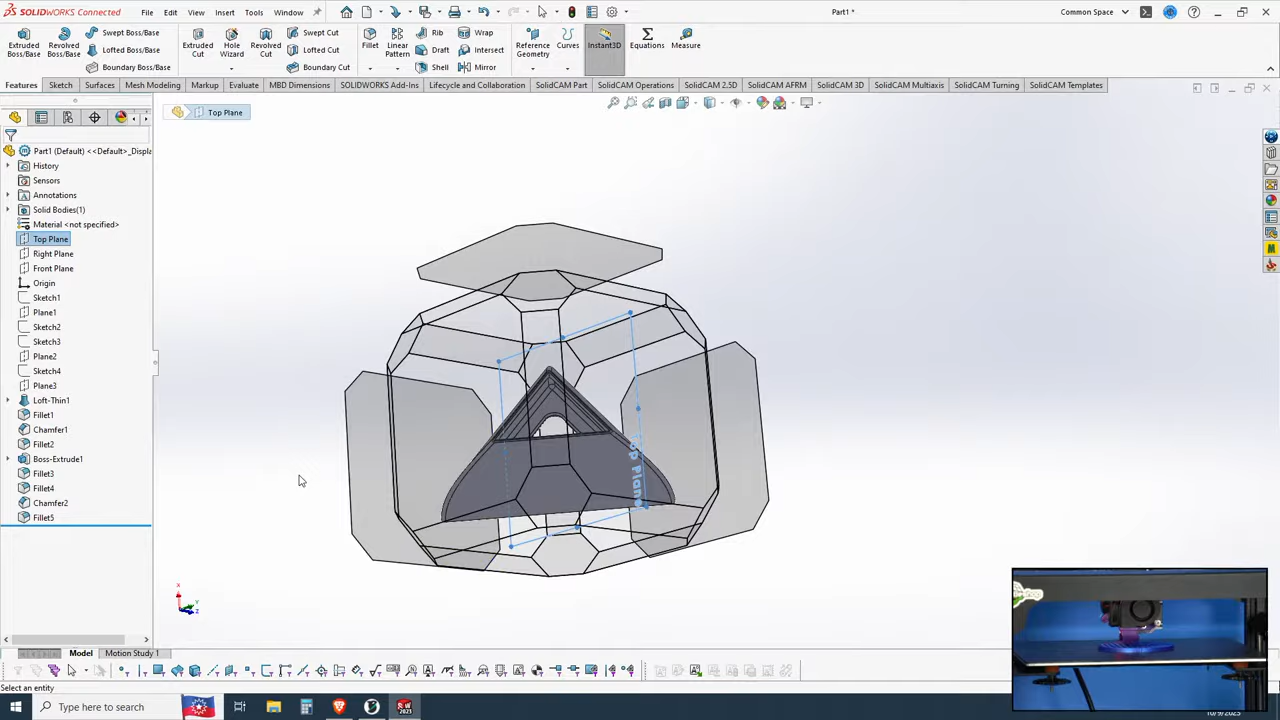 SOLIDWORKS Connected
File Edit View Insert Tools Window
Part1 *
Common Space
Extruded Boss/Base
Revolved Boss/Base
Swept Boss/Base
Lofted Boss/Base
Boundary Boss/Base
Extruded Cut
Hole Wizard
Revolved Cut
Swept Cut
Lofted Cut
Boundary Cut
Fillet
Linear Pattern
Rib
Draft
Shell
Wrap
Intersect
Mirror
Reference Geometry
Curves
Instant3D
Equations
Measure
Features Sketch Surfaces Mesh Modeling Markup Evaluate MBD Dimensions SOLIDWORKS Add-Ins Lifecycle and Collaboration SolidCAM Part SolidCAM Operations SolidCAM 2.5D SolidCAM AFRM SolidCAM 3D SolidCAM Multiaxis SolidCAM Turning SolidCAM Templates
Top Plane
Part1 (Default) <<Default>_Displa
History
Sensors
Annotations
Solid Bodies(1)
Material <not specified>
Top Plane
Right Plane
Front Plane
Origin
Sketch1
Plane1
Sketch2
Sketch3
Plane2
Sketch4
Plane3
Loft-Thin1
Fillet1
Chamfer1
Fillet2
Boss-Extrude1
Fillet3
Fillet4
Chamfer2
Fillet5
Top Plane
X
Y
Z
Model Motion Study 1
Select an entity
Type here to search
10/9/2023